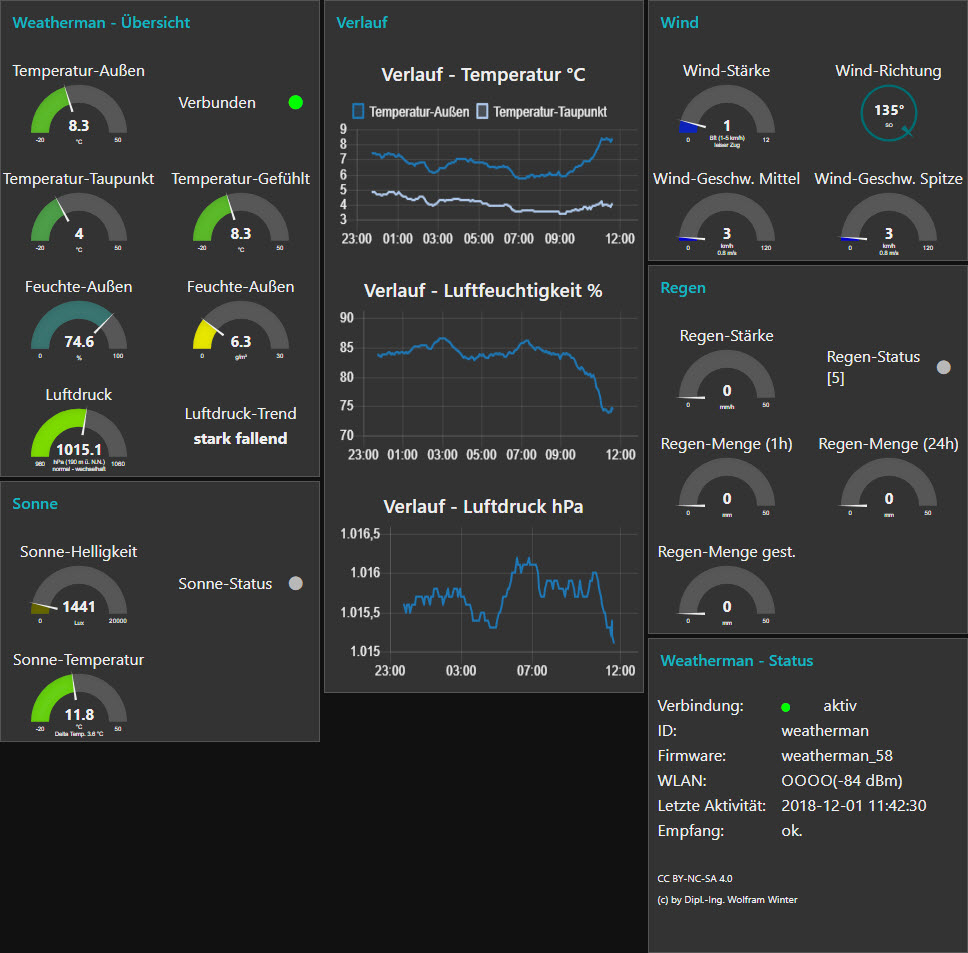 Weatherman - Übersicht
Temperatur-Außen
8.3
-20 °C 50
Verbunden
Temperatur-Taupunkt
4
-20 °C 50
Temperatur-Gefühlt
8.3
-20 °C 50
Feuchte-Außen
74.6
0 % 100
Feuchte-Außen
6.3
0 g/m³ 30
Luftdruck
1015.1
960 hPa (190 m ü. N.N.) 1060
normal - wechselhaft
Luftdruck-Trend
stark fallend
Sonne
Sonne-Helligkeit
1441
0 Lux 20000
Sonne-Status
Sonne-Temperatur
11.8
-20 °C 50
Delta Temp. 3.6 °C
Verlauf
Verlauf - Temperatur °C
Temperatur-Außen Temperatur-Taupunkt
9
8
7
6
5
4
3
23:00 01:00 03:00 05:00 07:00 09:00 12:00
Verlauf - Luftfeuchtigkeit %
90
85
80
75
70
23:00 01:00 03:00 05:00 07:00 09:00 12:00
Verlauf - Luftdruck hPa
1.016,5
1.016
1.015,5
1.015
23:00 03:00 07:00 12:00
Wind
Wind-Stärke
1
0 Bft (1-5 km/h) 12
leiser Zug
Wind-Richtung
135°
SO
Wind-Geschw. Mittel
3
0 km/h 120
0.8 m/s
Wind-Geschw. Spitze
3
0 km/h 120
0.8 m/s
Regen
Regen-Stärke
0
0 mm/h 50
Regen-Status
[5]
Regen-Menge (1h)
0
0 mm 50
Regen-Menge (24h)
0
0 mm 50
Regen-Menge gest.
0
0 mm 50
Weatherman - Status
Verbindung: aktiv
ID: weatherman
Firmware: weatherman_58
WLAN: OOOO(-84 dBm)
Letzte Aktivität: 2018-12-01 11:42:30
Empfang: ok.
CC BY-NC-SA 4.0
(c) by Dipl.-Ing. Wolfram Winter